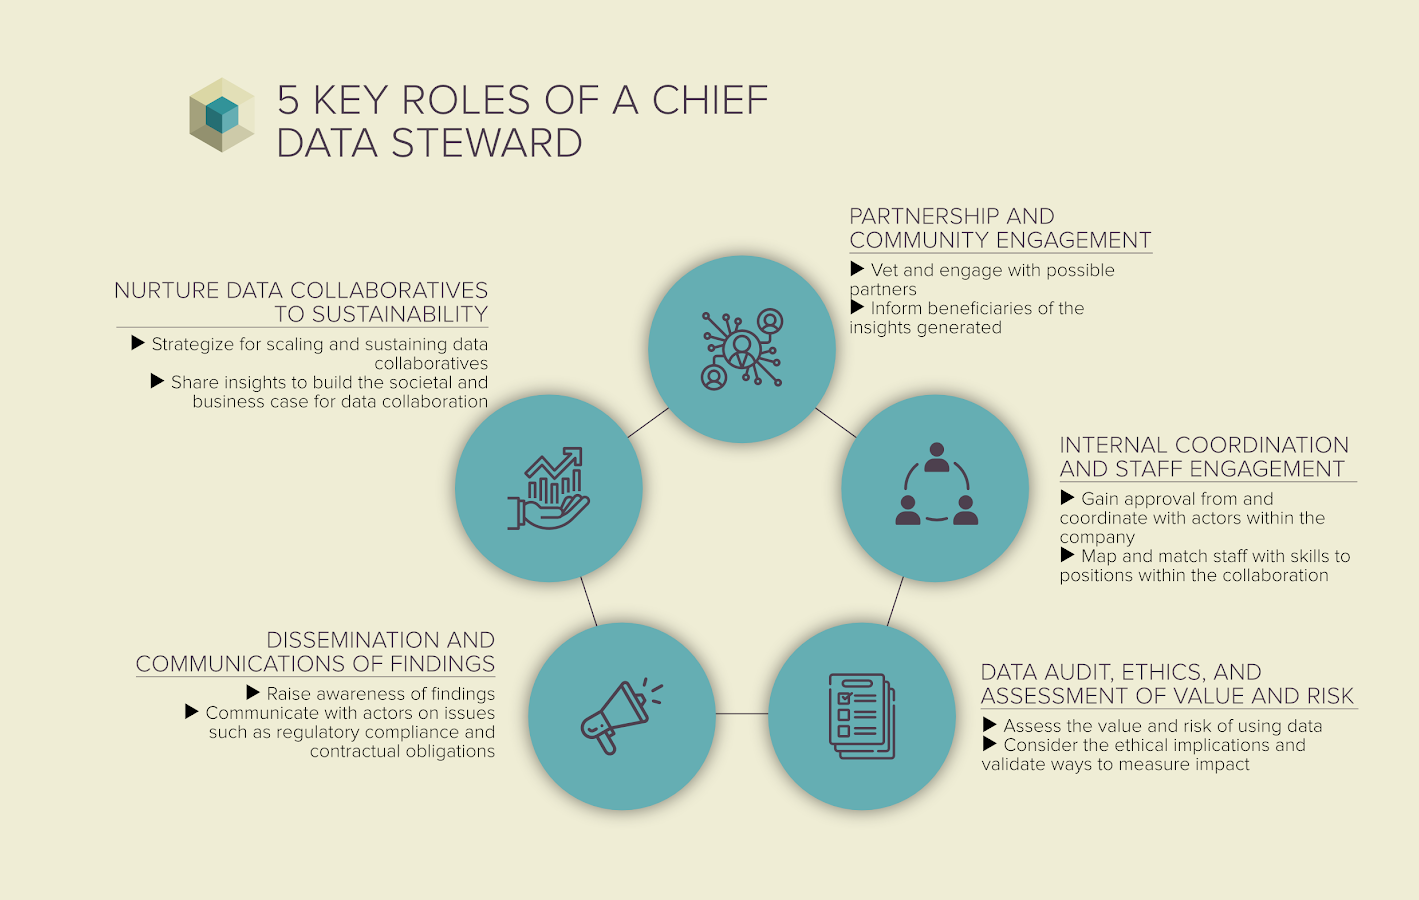 5 KEY ROLES OF A CHIEF
DATA STEWARD
PARTNERSHIP AND
COMMUNITY ENGAGEMENT
▶ Vet and engage with possible
partners
▶ Inform beneficiaries of the
insights generated
INTERNAL COORDINATION
AND STAFF ENGAGEMENT
▶ Gain approval from and
coordinate with actors within the
company
▶ Map and match staff with skills to
positions within the collaboration
DATA AUDIT, ETHICS, AND
ASSESSMENT OF VALUE AND RISK
▶ Assess the value and risk of using data
▶ Consider the ethical implications and
validate ways to measure impact
DISSEMINATION AND
COMMUNICATIONS OF FINDINGS
▶ Raise awareness of findings
▶ Communicate with actors on issues
such as regulatory compliance and
contractual obligations
NURTURE DATA COLLABORATIVES
TO SUSTAINABILITY
▶ Strategize for scaling and sustaining data
collaboratives
▶ Share insights to build the societal and
business case for data collaboration